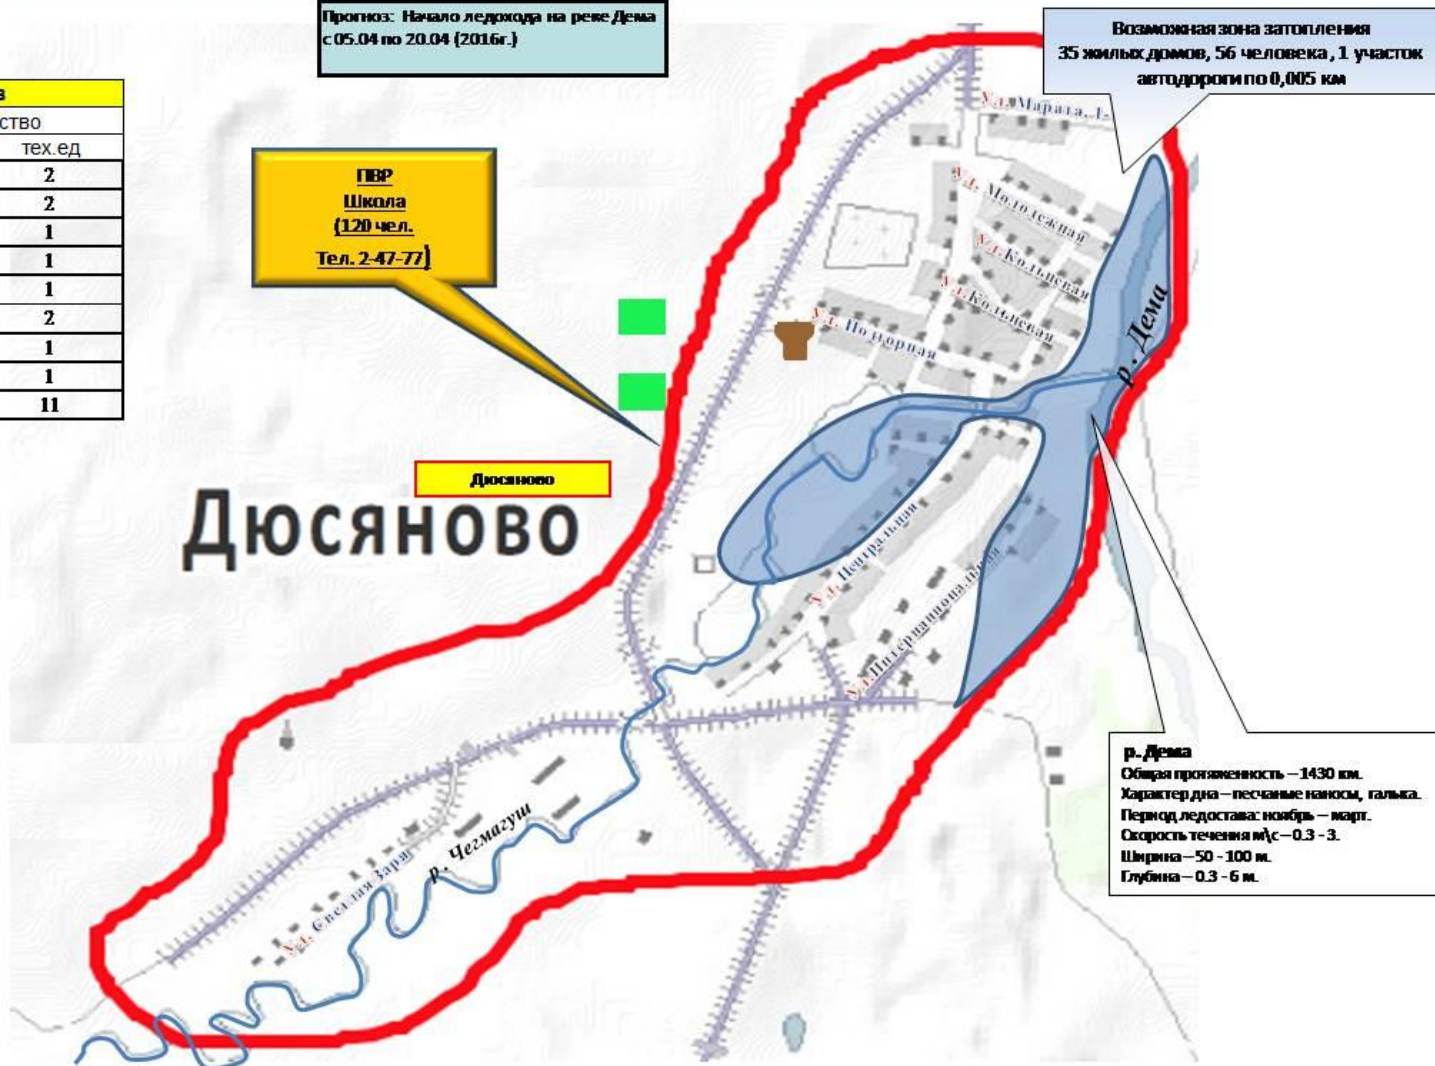 Прогноз: Начало ледохода на реке Дема
с 05.04 по 20.04 (2016г.)
Возможная зона затопления
35 жилых домов, 56 человека, 1 участок
автодороги по 0,005 км
в
ство
тех.ед
2
2
1
1
1
2
1
1
11
ПВР
Школа
(120 чел.
Тел. 2-47-77)
Ул. Марата, 1-
Ул. Молодежная
Ул. Кольцевая
Ул. Кольцевая
Ул. Нагорная
р. Дема
Дюсяново
Дюсяново
Ул. Центральная
Ул. Интернациональная
р. Чегмагуш
Ул. Светлая Заря
р. Дема
Общая протяженность – 1430 км.
Характер дна – песчаные наносы, галька.
Период ледостава: ноябрь – март.
Скорость течения м\с – 0.3 - 3.
Ширина – 50 - 100 м.
Глубина – 0.3 - 6 м.